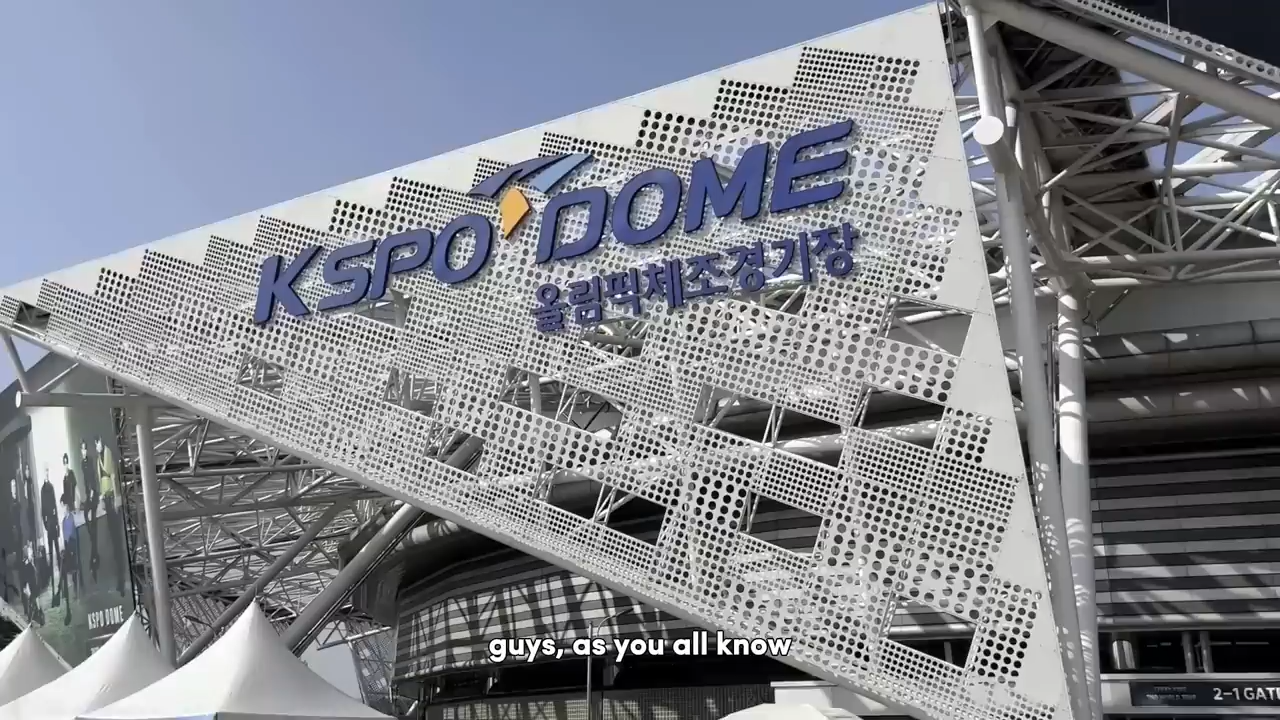 KSPO DOME
올림픽체조경기장
KSPO DOME
guys, as you all know
2-1 GATE